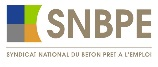 SNBPE
SYNDICAT NATIONAL DU BETON PRET A L'EMPLOI